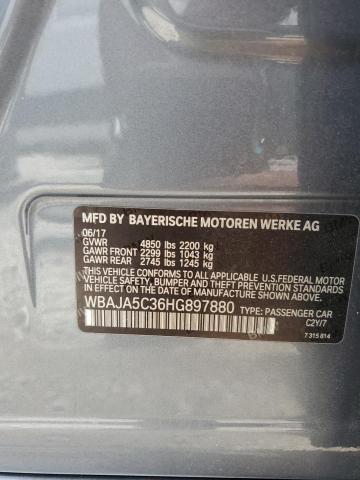 MFD BY BAYERISCHE MOTOREN WERKE AG
06/17
GVWR 4850 lbs 2200 kg
GAWR FRONT 2299 lbs 1043 kg
GAWR REAR 2745 lbs 1245 kg
THIS VEHICLE CONFORMS TO ALL APPLICABLE U.S.FEDERAL MOTOR
VEHICLE SAFETY, BUMPER AND THEFT PREVENTION STANDARDS IN
EFFECT ON THE DATE OF MANUFACTURE SHOWN ABOVE.
WBAJA5C36HG897880 TYPE: PASSENGER CAR
C2Y/7
7 315 814